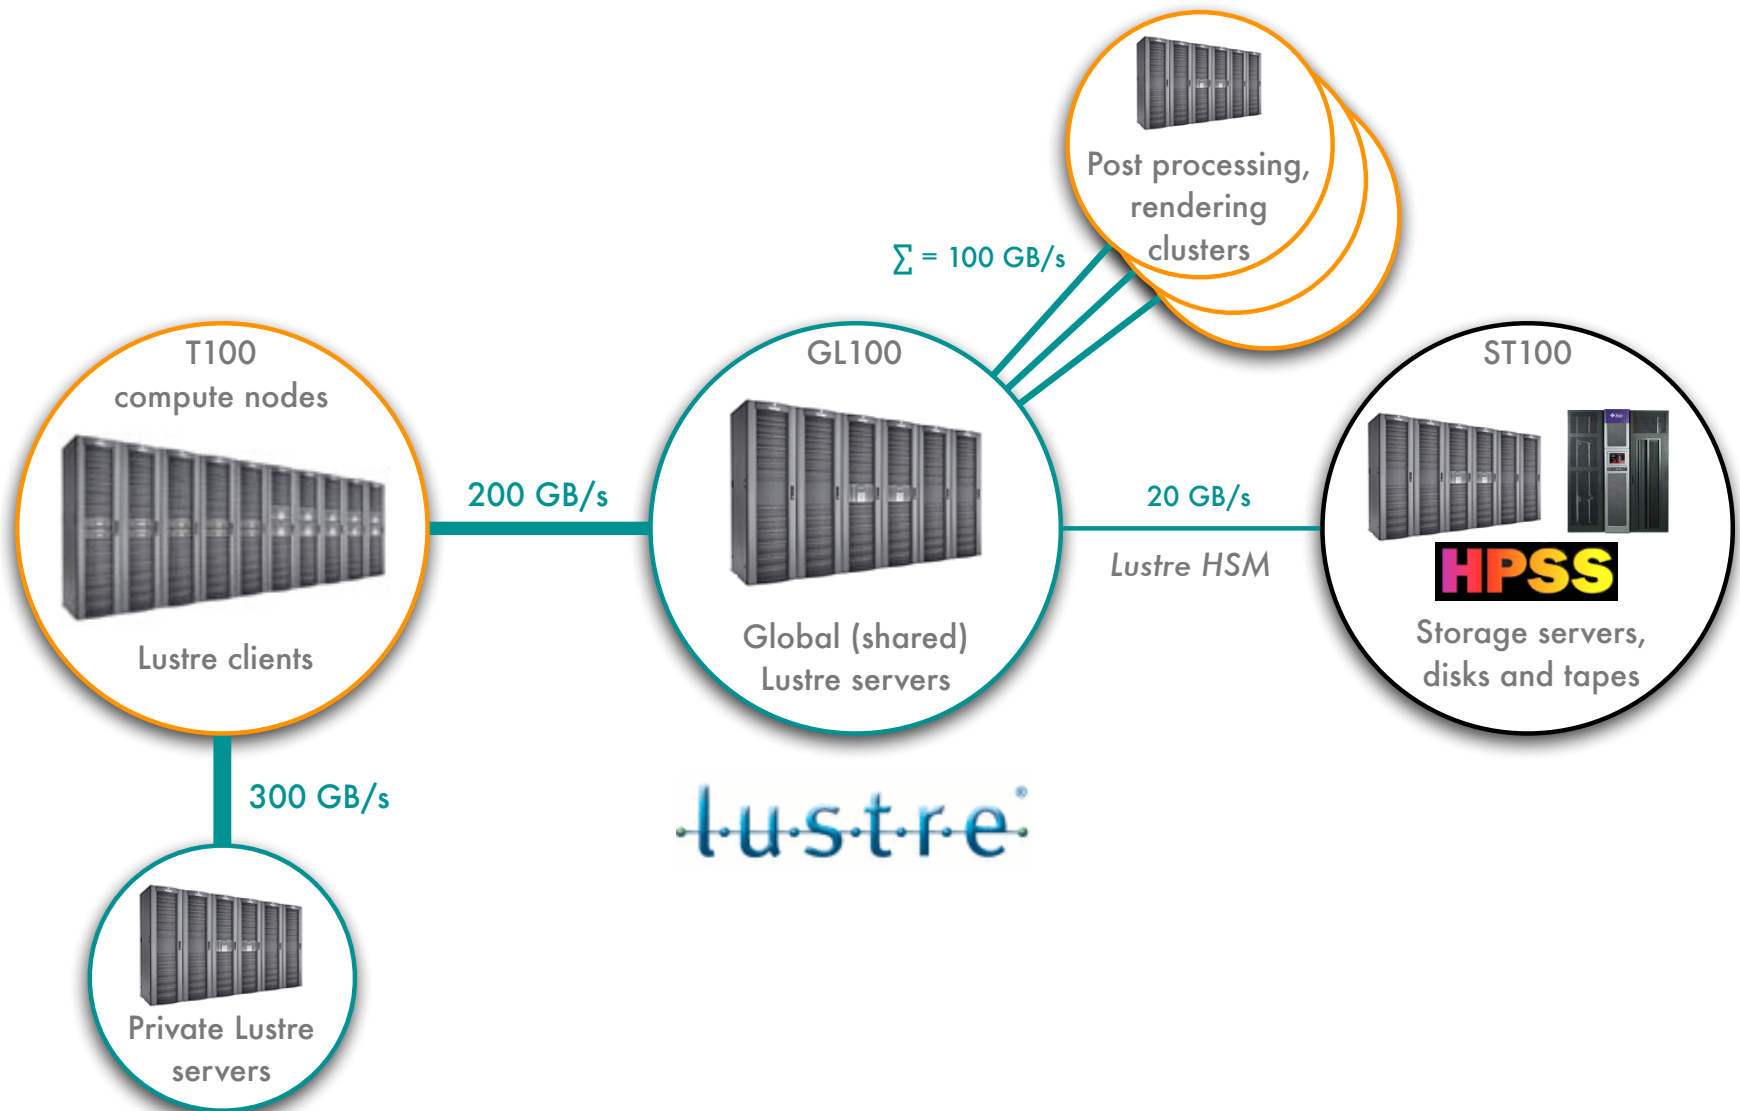 Post processing,
rendering
clusters
∑ = 100 GB/s
T100
compute nodes
Lustre clients
200 GB/s
GL100
Global (shared)
Lustre servers
20 GB/s
Lustre HSM
ST100
HPSS
Storage servers,
disks and tapes
300 GB/s
Private Lustre
servers
l·u·s·t·r·e®